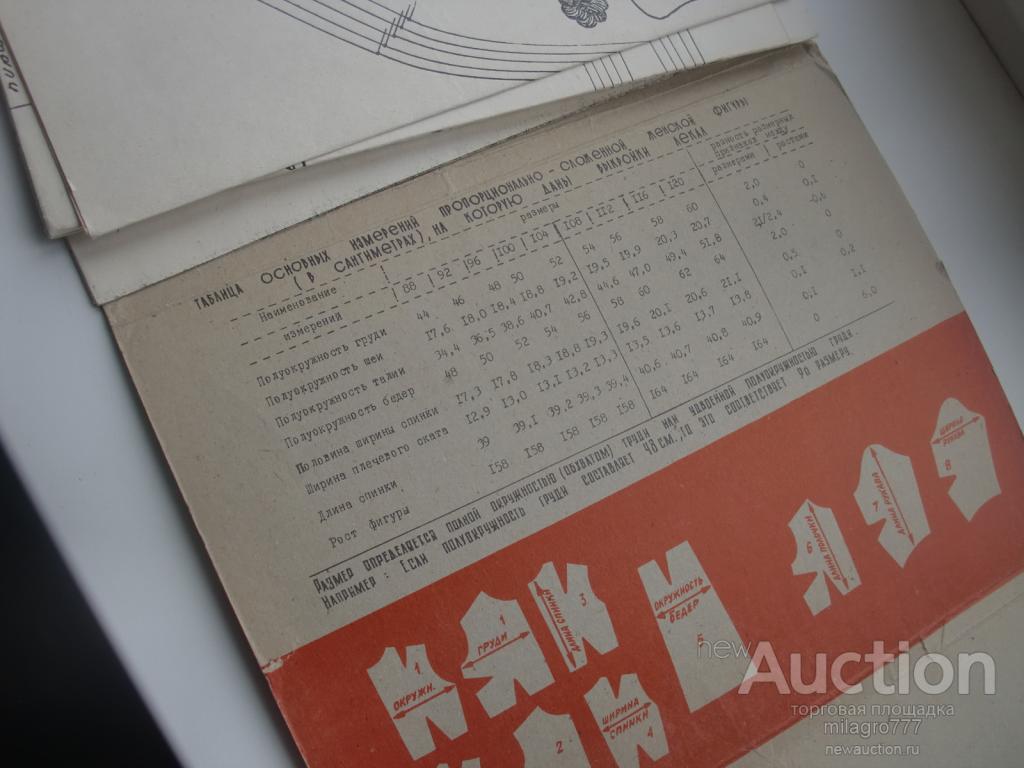 ТАБЛИЦА ОСНОВНЫХ ИЗМЕРЕНИЙ ПРОПОРЦИОНАЛЬНО - СЛОЖЕННОЙ ЖЕНСКОЙ ФИГУРЫ
( В САНТИМЕТРАХ ), НА КОТОРУЮ ДАНЫ ВЫКРОЙКИ ЛЕКАЛ
Наименование измерений
размеры
разность размерных признаков между
88 92 96 100 104 108 112 116 120 размерами ростами
Полуокружность груди 44 46 48 50 52 54 56 58 60 2,0 0
Полуокружность шеи 17,6 18,0 18,4 18,8 19,2 19,5 19,9 20,3 20,7 0,4 0,1
Полуокружность талии 34,4 36,5 38,6 40,7 42,8 44,6 47,0 49,4 51,8 21/2,4 -0,6
Полуокружность бедер 48 50 52 54 56 58 60 62 64 2,0 0
Половина ширины спинки 17,3 17,8 18,3 18,8 19,3 19,6 20,1 20,6 21,1 0,5 0,2
Ширина плечевого ската 12,9 13,0 13,1 13,2 13,3 13,5 13,6 13,7 13,8 0,1 0,1
Длина спинки 39 39,1 39,2 39,3 39,4 40,6 40,7 40,8 40,9 0,1 1,1
Рост фигуры 158 158 158 158 158 164 164 164 164 0 6,0
РАЗМЕР ОПРЕДЕЛЯЕТСЯ ПОЛНОЙ ОКРУЖНОСТЬЮ (ОБХВАТОМ) ГРУДИ ИЛИ УДВОЕННОЙ ПОЛУОКРУЖНОСТЬЮ ГРУДИ.
НАПРИМЕР: ЕСЛИ ПОЛУОКРУЖНОСТЬ ГРУДИ СОСТАВЛЯЕТ 48 СМ., ТО ЭТО СООТВЕТСТВУЕТ 96 РАЗМЕРУ.
1 ОКРУЖН.
1 ГРУДИ
ДЛИНА СПИНКИ 3
ОКРУЖНОСТЬ БЕДЕР 5
6
7 ДЛИНА РУКАВА
ШИРИНА РУКАВА 8
2
ШИРИНА СПИНКИ 4
newAuction
торговая площадка
milagro777
newauction.ru